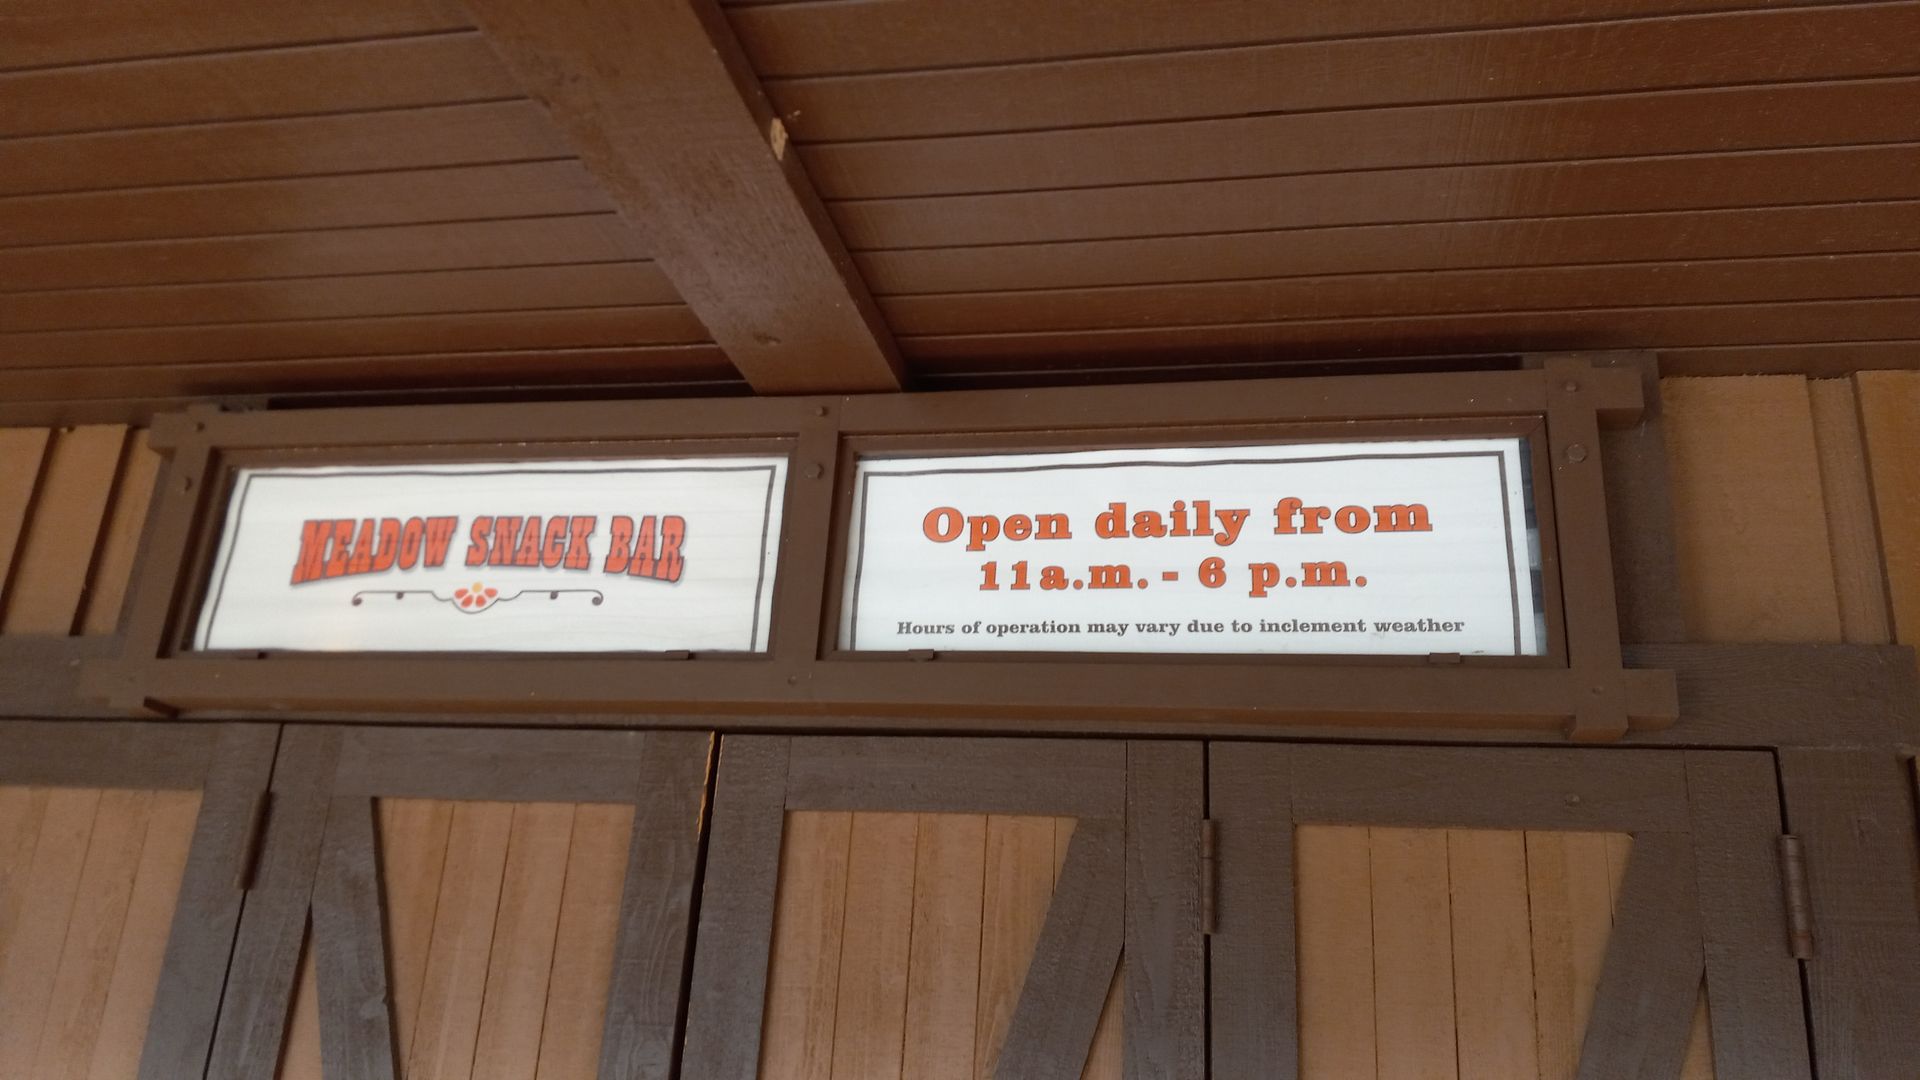 MEADOW SNACK BAR
Open daily from
11a.m. - 6 p.m.
Hours of operation may vary due to inclement weather